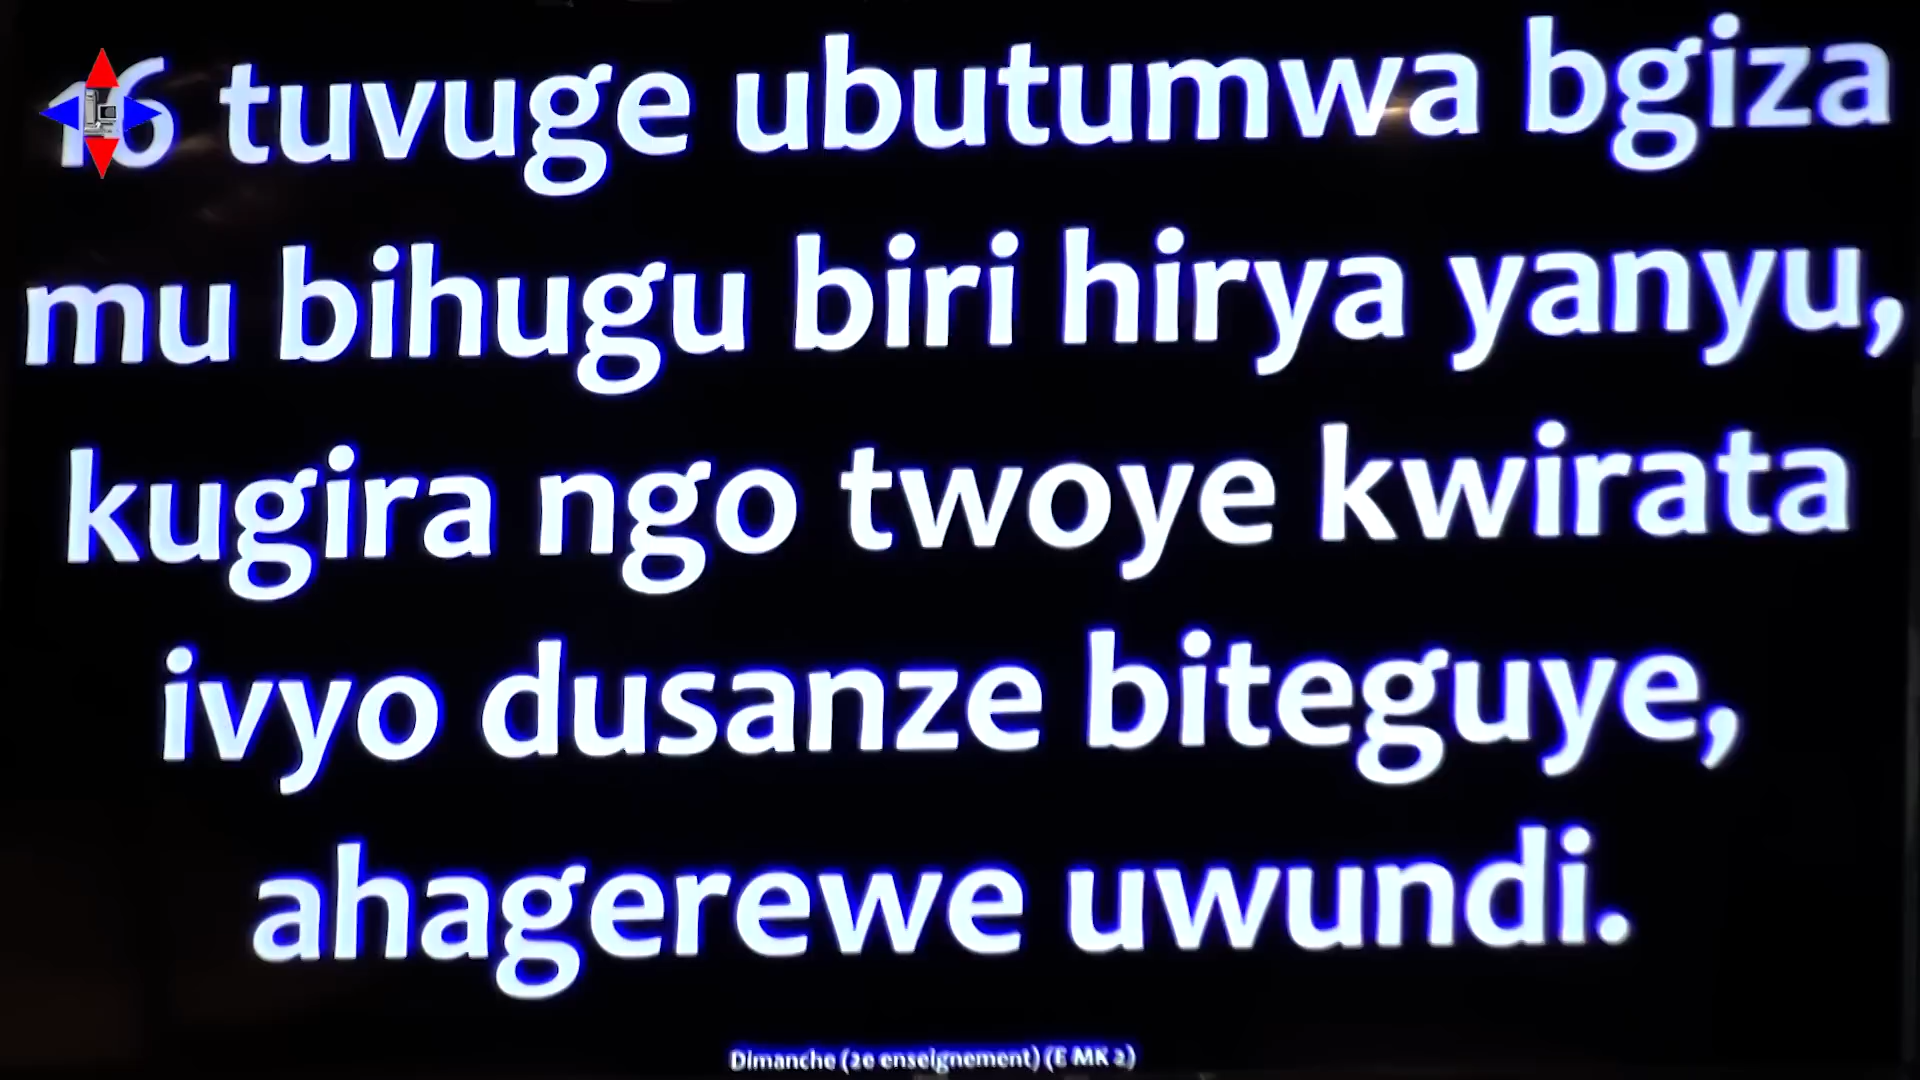 16 tuvuge ubutumwa bgiza
mu bihugu biri hirya yanyu,
kugira ngo twoye kwirata
ivyo dusanze biteguye,
ahagerewe uwundi.
Dimanche (2e enseignement) (E MK 2)